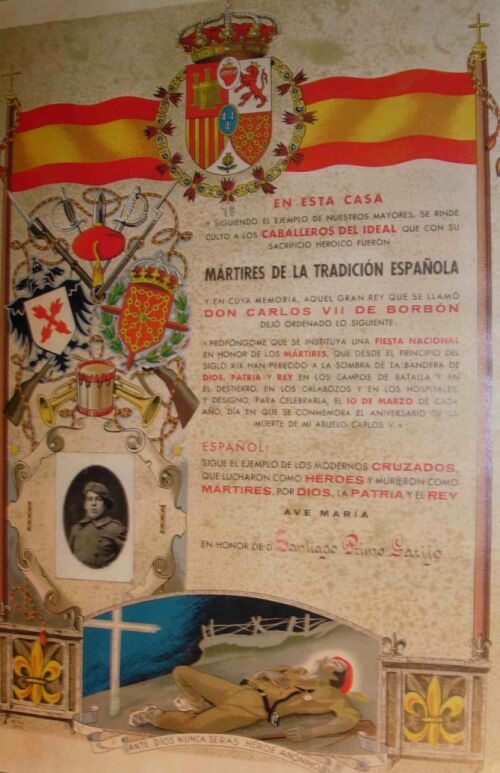 EN ESTA CASA
Y SIGUIENDO EL EJEMPLO DE NUESTROS MAYORES, SE RINDE
CULTO A LOS CABALLEROS DEL IDEAL QUE CON SU
SACRIFICIO HEROICO FUERON
MÁRTIRES DE LA TRADICIÓN ESPAÑOLA
Y EN CUYA MEMORIA, AQUEL GRAN REY QUE SE LLAMÓ
DON CARLOS VII DE BORBÓN
DEJÓ ORDENADO LO SIGUIENTE:
«PROPÓNGOME QUE SE INSTITUYA UNA FIESTA NACIONAL
EN HONOR DE LOS MÁRTIRES, QUE DESDE EL PRINCIPIO DEL
SIGLO XIX HAN PERECIDO A LA SOMBRA DE LA BANDERA DE
DIOS, PATRIA Y REY EN LOS CAMPOS DE BATALLA Y EN
EL DESTIERRO, EN LOS CALABOZOS Y EN LOS HOSPITALES,
Y DESIGNO, PARA CELEBRARLA, EL 10 DE MARZO DE CADA
AÑO, DÍA EN QUE SE CONMEMORA EL ANIVERSARIO DE LA
MUERTE DE MI ABUELO CARLOS V.»
ESPAÑOL:
SIGUE EL EJEMPLO DE LOS MODERNOS CRUZADOS,
QUE LUCHARON COMO HÉROES Y MURIERON COMO
MÁRTIRES, POR DIOS, LA PATRIA Y EL REY
AVE MARÍA
EN HONOR DE D. Santiago Primo Garijo
ANTE DIOS NUNCA SERÁS HÉROE ANÓNIMO